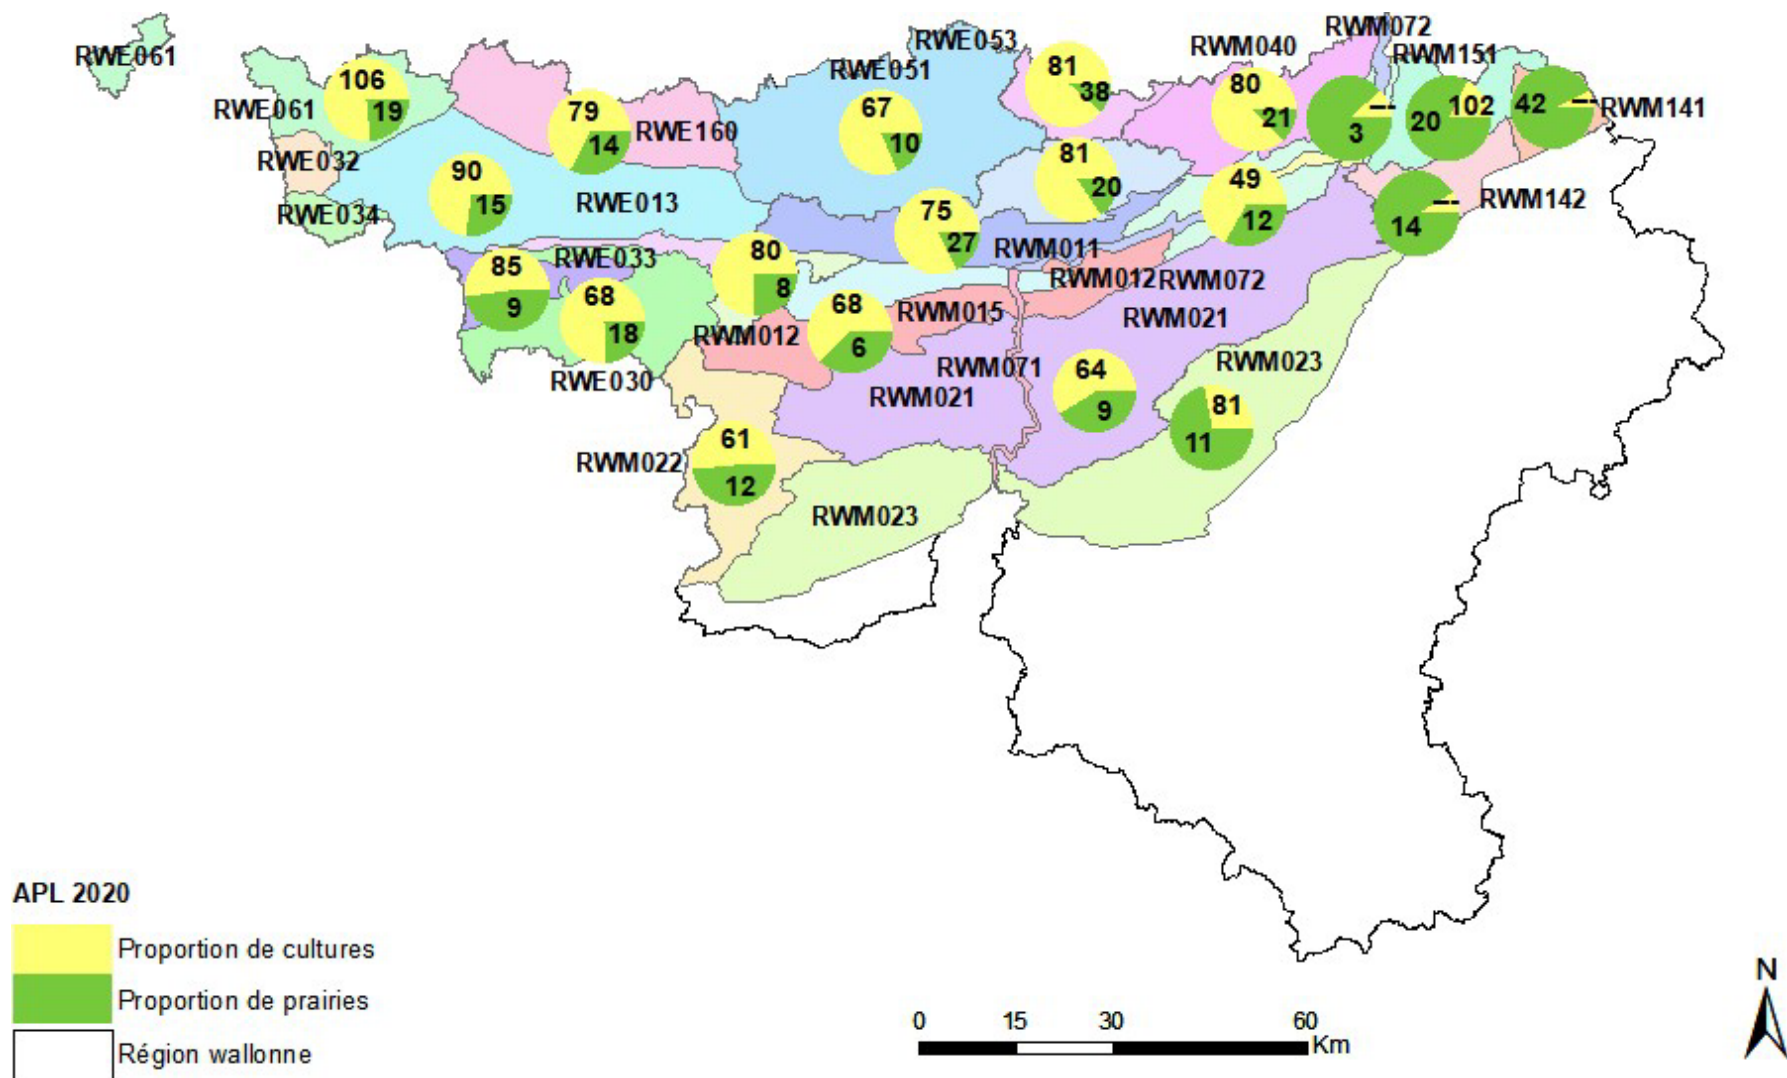 RWE053
RWM072
RWE061
RWM040
RWM151
RWE051
106
81
80
38
21
---
3
102
20
42
---
RWM141
RWE061
19
79
14
RWE160
67
10
RWE032
90
15
RWE013
81
20
49
12
---
14
RWM142
RWE034
75
27
RWM011
RWE033
80
8
RWM012
RWM072
85
9
68
18
RWM012
68
6
RWM015
RWM021
RWM071
RWM023
RWE030
RWM021
64
9
81
11
RWM022
61
12
RWM023
APL 2020
Proportion de cultures
Proportion de prairies
Région wallonne
0 15 30 60
Km
N